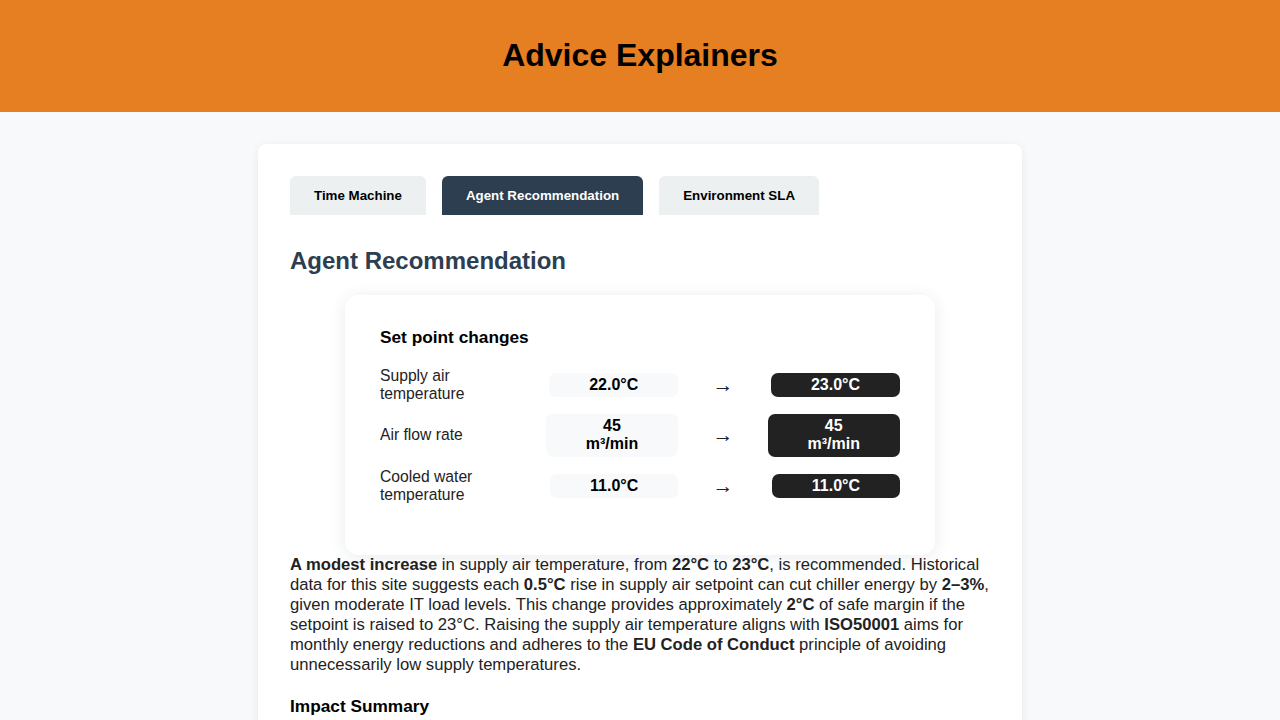 Advice Explainers
Time Machine
Agent Recommendation
Environment SLA
Agent Recommendation
Set point changes
Supply air
temperature
22.0°C
→
23.0°C
Air flow rate
45
m³/min
→
45
m³/min
Cooled water
temperature
11.0°C
→
11.0°C
A modest increase in supply air temperature, from 22°C to 23°C, is recommended. Historical
data for this site suggests each 0.5°C rise in supply air setpoint can cut chiller energy by 2–3%,
given moderate IT load levels. This change provides approximately 2°C of safe margin if the
setpoint is raised to 23°C. Raising the supply air temperature aligns with ISO50001 aims for
monthly energy reductions and adheres to the EU Code of Conduct principle of avoiding
unnecessarily low supply temperatures.
Impact Summary